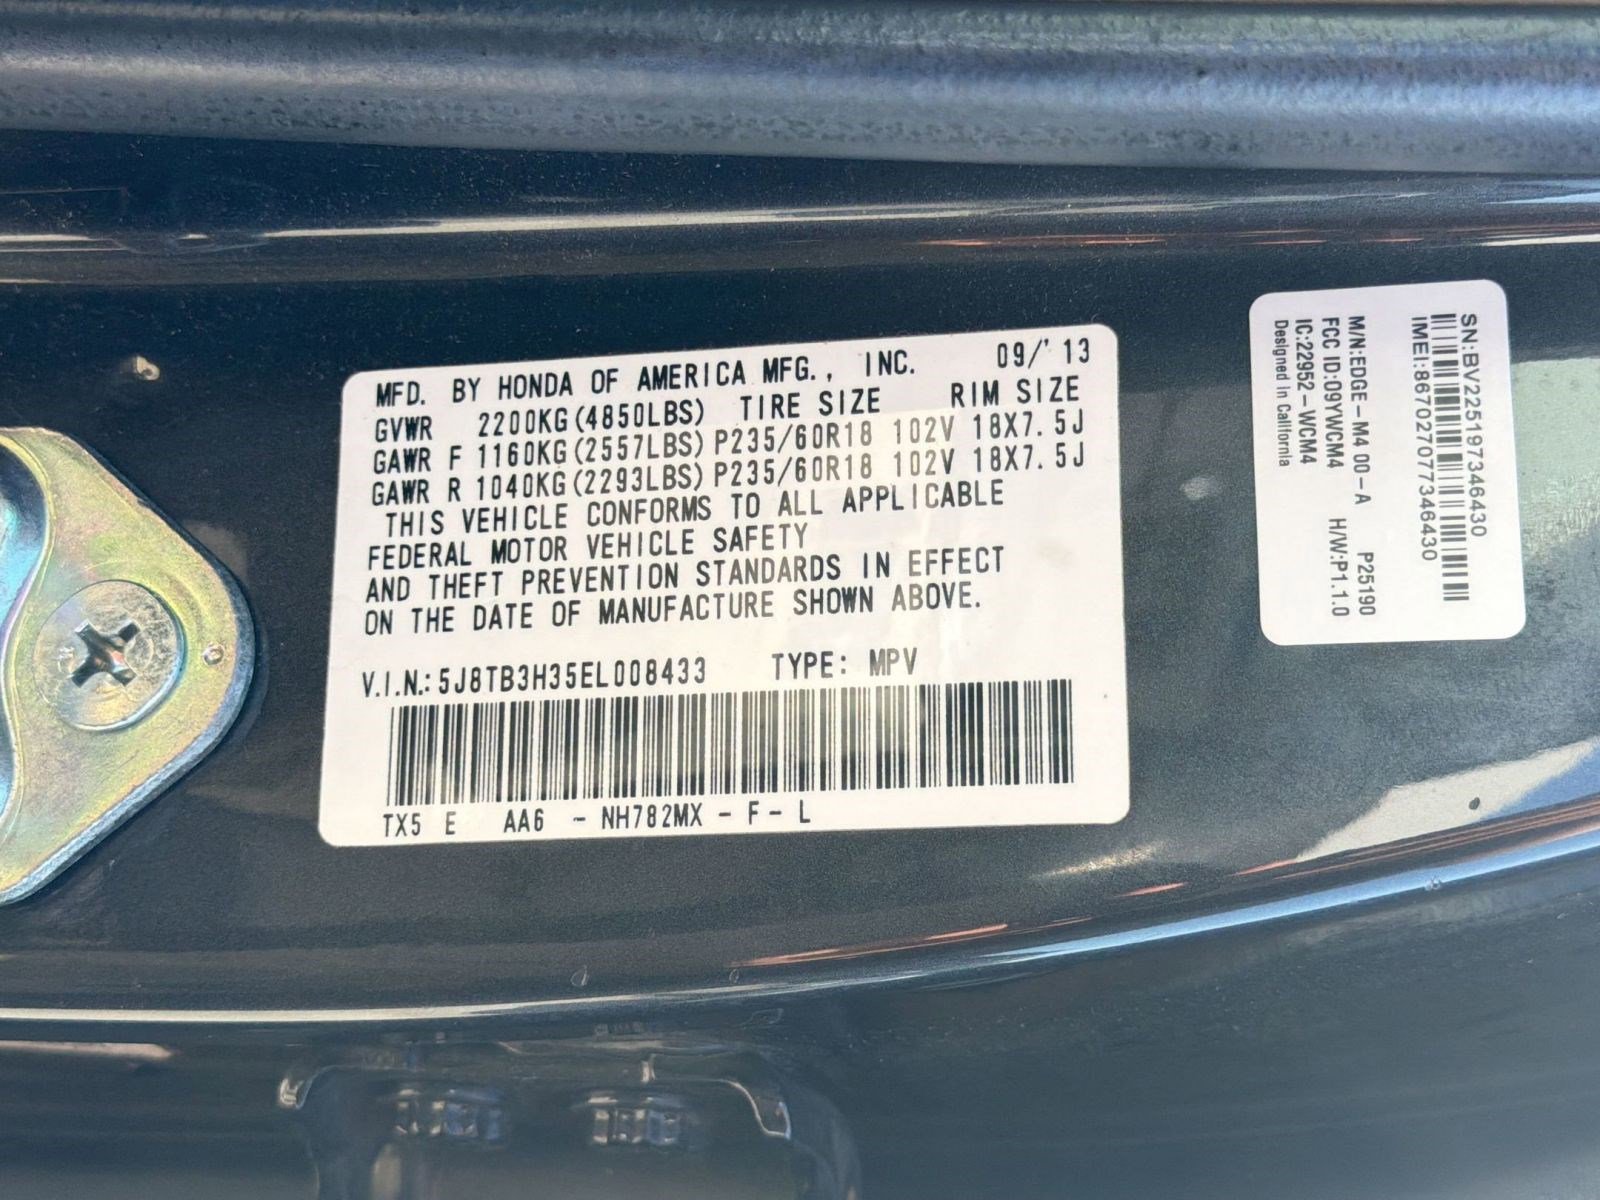 MFD. BY HONDA OF AMERICA MFG., INC. 09/'13
GVWR 2200KG(4850LBS) TIRE SIZE RIM SIZE
GAWR F 1160KG(2557LBS) P235/60R18 102V 18X7.5J
GAWR R 1040KG(2293LBS) P235/60R18 102V 18X7.5J
THIS VEHICLE CONFORMS TO ALL APPLICABLE
FEDERAL MOTOR VEHICLE SAFETY
AND THEFT PREVENTION STANDARDS IN EFFECT
ON THE DATE OF MANUFACTURE SHOWN ABOVE.
V.I.N.: 5J8TB3H35EL008433 TYPE: MPV
TX5 E AA6 - NH782MX - F - L
SN:BV225197346430
IMEI:867027077346430
M/N:EDGE-M4 00-A P25190
FCC ID:O9YWCM4 H/W:P1.1.0
IC:22952-WCM4
Designed in California